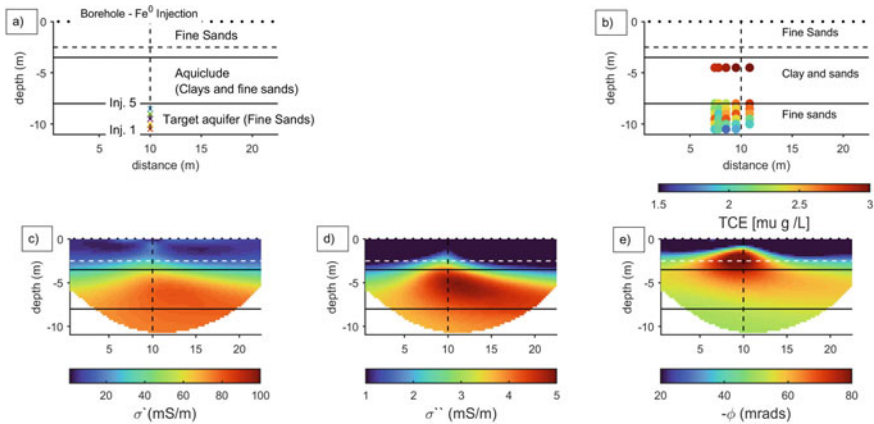 a)
Borehole - Fe⁰ Injection
0
Fine Sands
-5
Aquiclude
(Clays and fine sands)
Inj. 5
Target aquifer (Fine Sands)
-10
Inj. 1
5 10 15 20
distance (m)
depth (m)
b)
0
Fine Sands
-5
Clay and sands
Fine sands
-10
5 10 15 20
distance (m)
depth (m)
1.5 2 2.5 3
TCE [mu g /L]
c)
0
-5
-10
5 10 15 20
depth (m)
20 40 60 80 100
σ`(mS/m)
d)
0
-5
-10
5 10 15 20
depth (m)
1 2 3 4 5
σ`` (mS/m)
e)
0
-5
-10
5 10 15 20
depth (m)
20 40 60 80
-ϕ (mrads)